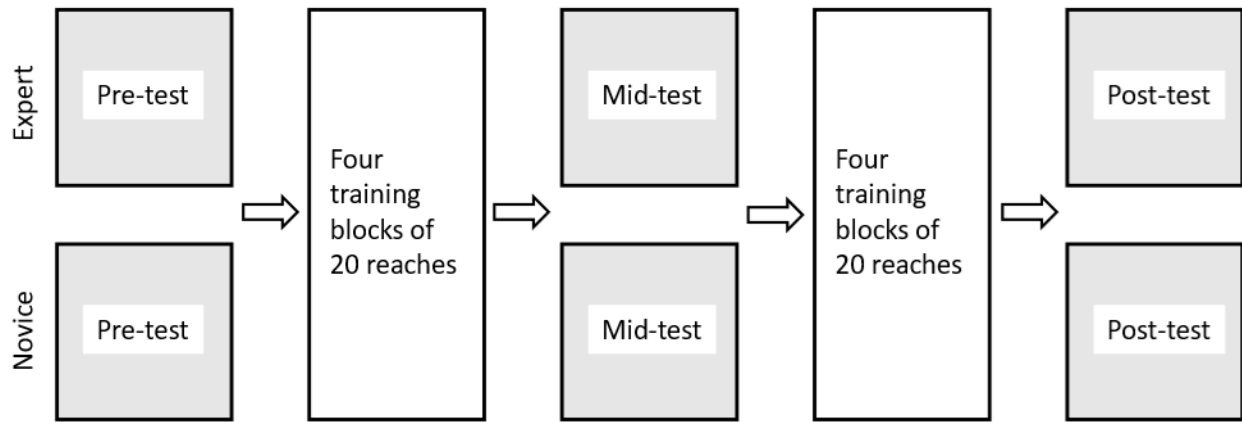 Expert
Pre-test
Mid-test
Post-test
Four
training
blocks of
20 reaches
Four
training
blocks of
20 reaches
Novice
Pre-test
Mid-test
Post-test